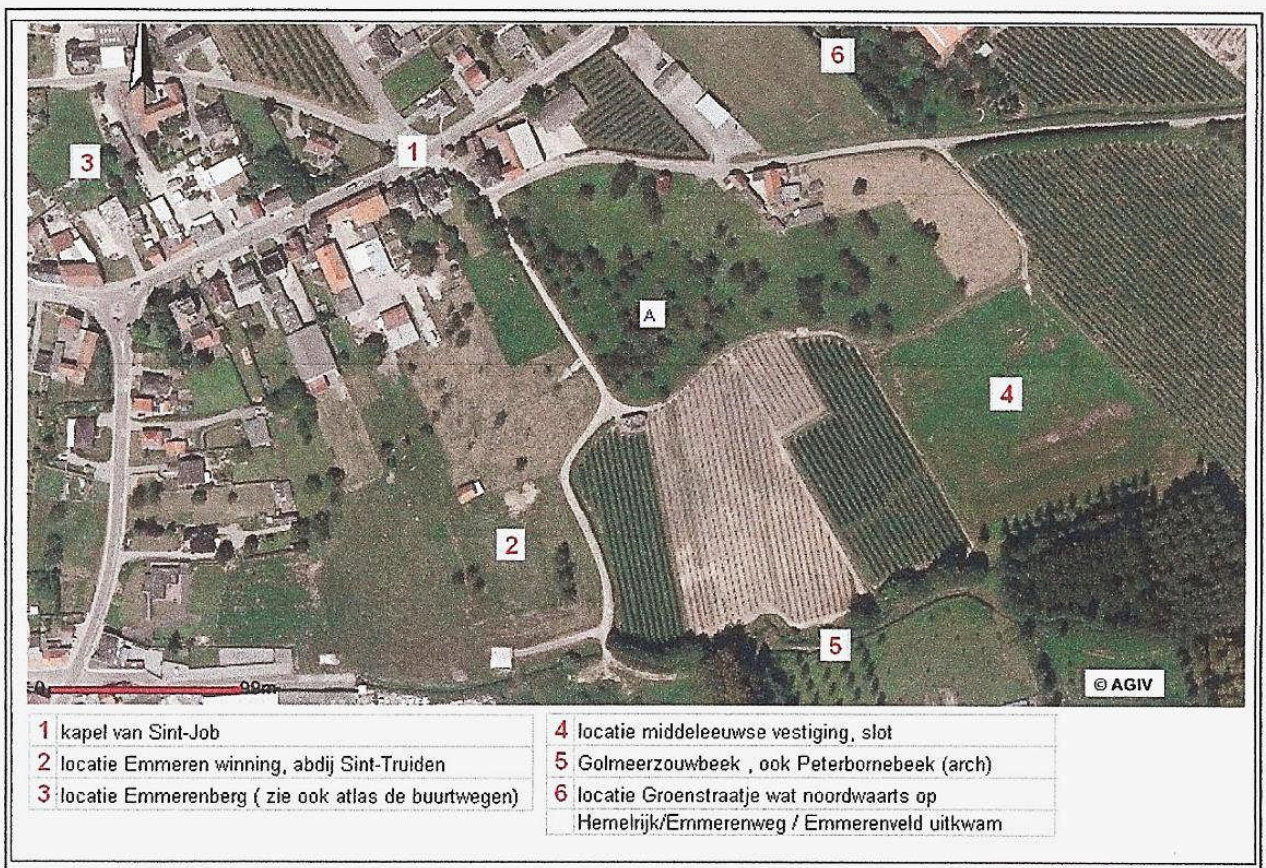 6
1
3
A
4
2
5
© AGIV
99m
1 kapel van Sint-Job
2 locatie Emmeren winning, abdij Sint-Truiden
3 locatie Emmerenberg ( zie ook atlas de buurtwegen)
4 locatie middeleeuwse vestiging, slot
5 Golmeerzouwbeek , ook Peterbornebeek (arch)
6 locatie Groenstraatje wat noordwaarts op
Hemelrijk/Emmerenweg / Emmerenveld uitkwam